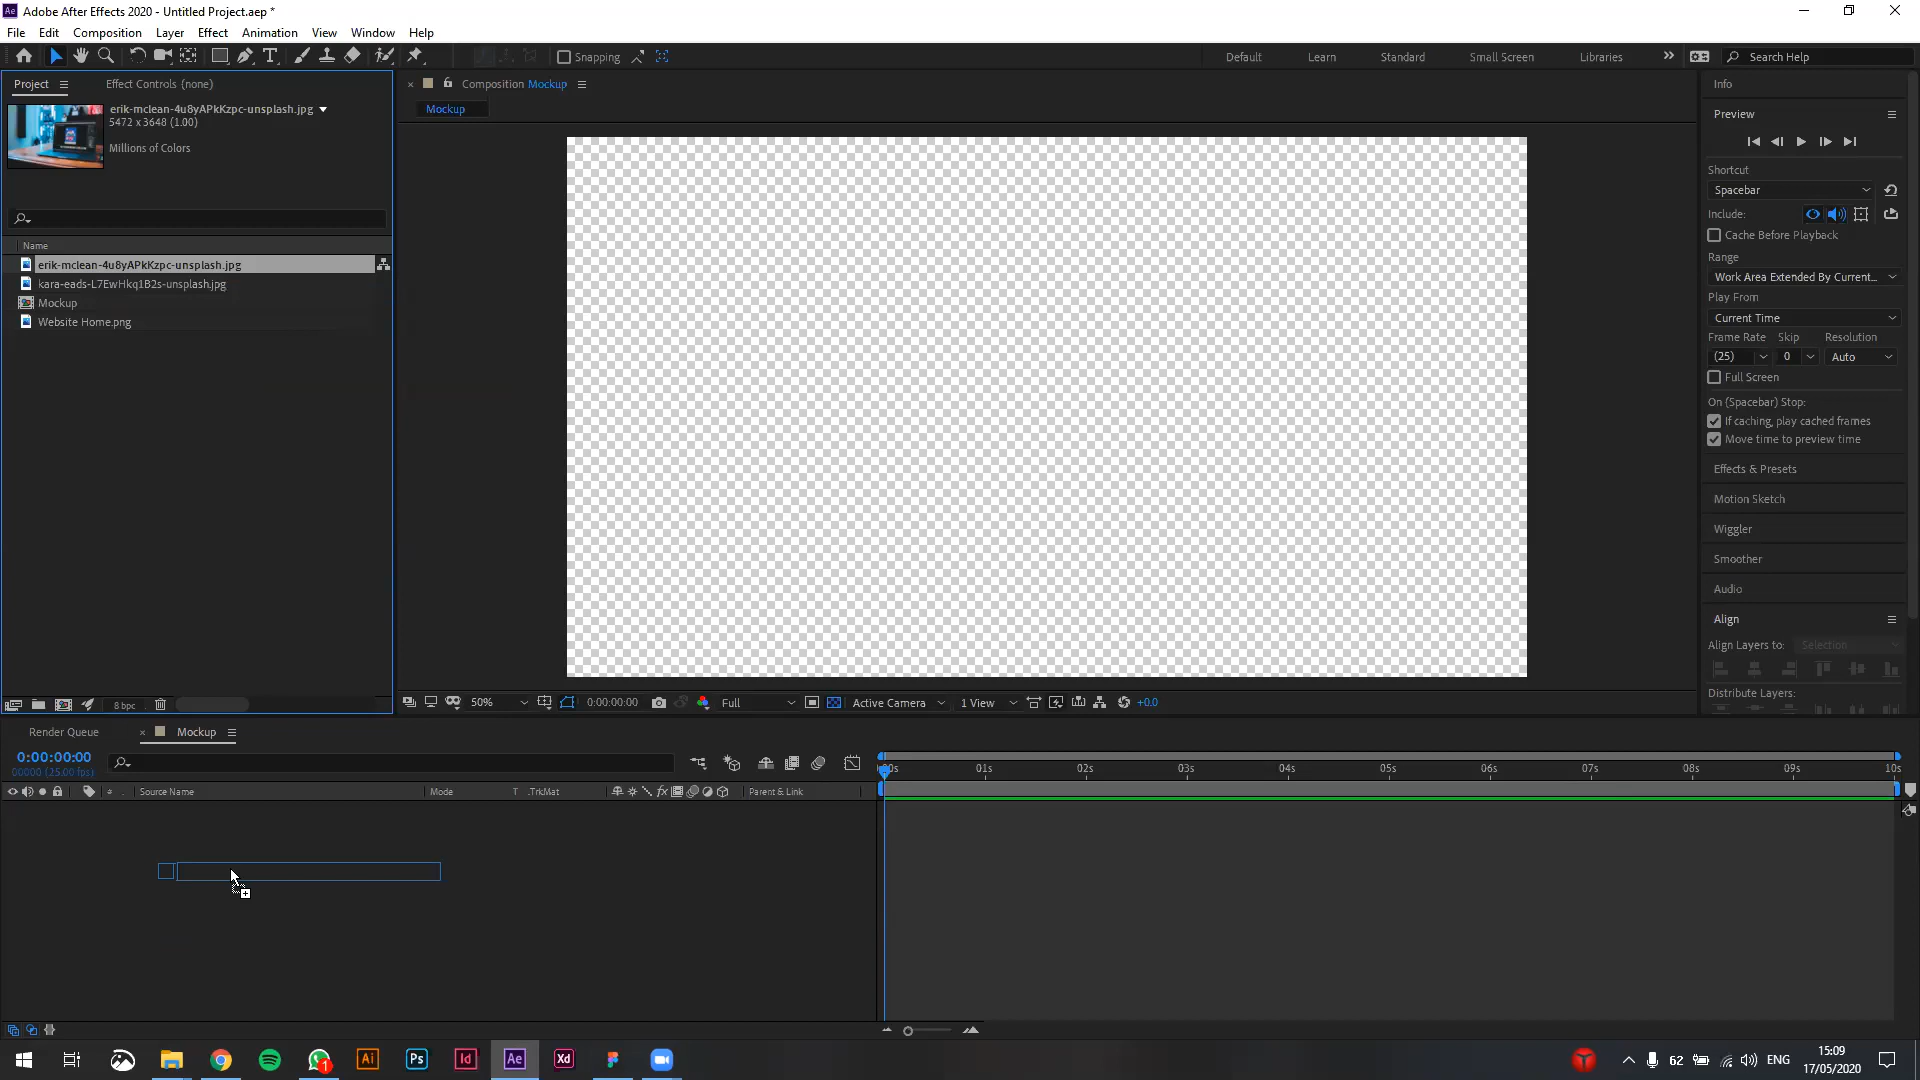 Adobe After Effects 2020 - Untitled Project.aep *
File Edit Composition Layer Effect Animation View Window Help
Snapping
Default Learn Standard Small Screen Libraries
Search Help
Project
Effect Controls (none)
Composition Mockup
Mockup
erik-mclean-4u8yAPkKzpc-unsplash.jpg
5472 x 3648 (1.00)
Millions of Colors
Name
erik-mclean-4u8yAPkKzpc-unsplash.jpg
kara-eads-L7EwHkq1B2s-unsplash.jpg
Mockup
Website Home.png
8 bpc
50%
0:00:00:00
Full
Active Camera
1 View
+0.0
Info
Preview
Shortcut
Spacebar
Include:
Cache Before Playback
Range
Work Area Extended By Current...
Play From
Current Time
Frame Rate Skip Resolution
(25) 0 Auto
Full Screen
On (Spacebar) Stop:
If caching, play cached frames
Move time to preview time
Effects & Presets
Motion Sketch
Wiggler
Smoother
Audio
Align
Align Layers to: Selection
Distribute Layers:
Render Queue
Mockup
0:00:00:00
00000 (25.00 fps)
# Source Name Mode T .TrkMat Parent & Link
00s 01s 02s 03s 04s 05s 06s 07s 08s 09s 10s
1
Ai Ps Id Ae Xd
62
ENG
15:09
17/05/2020